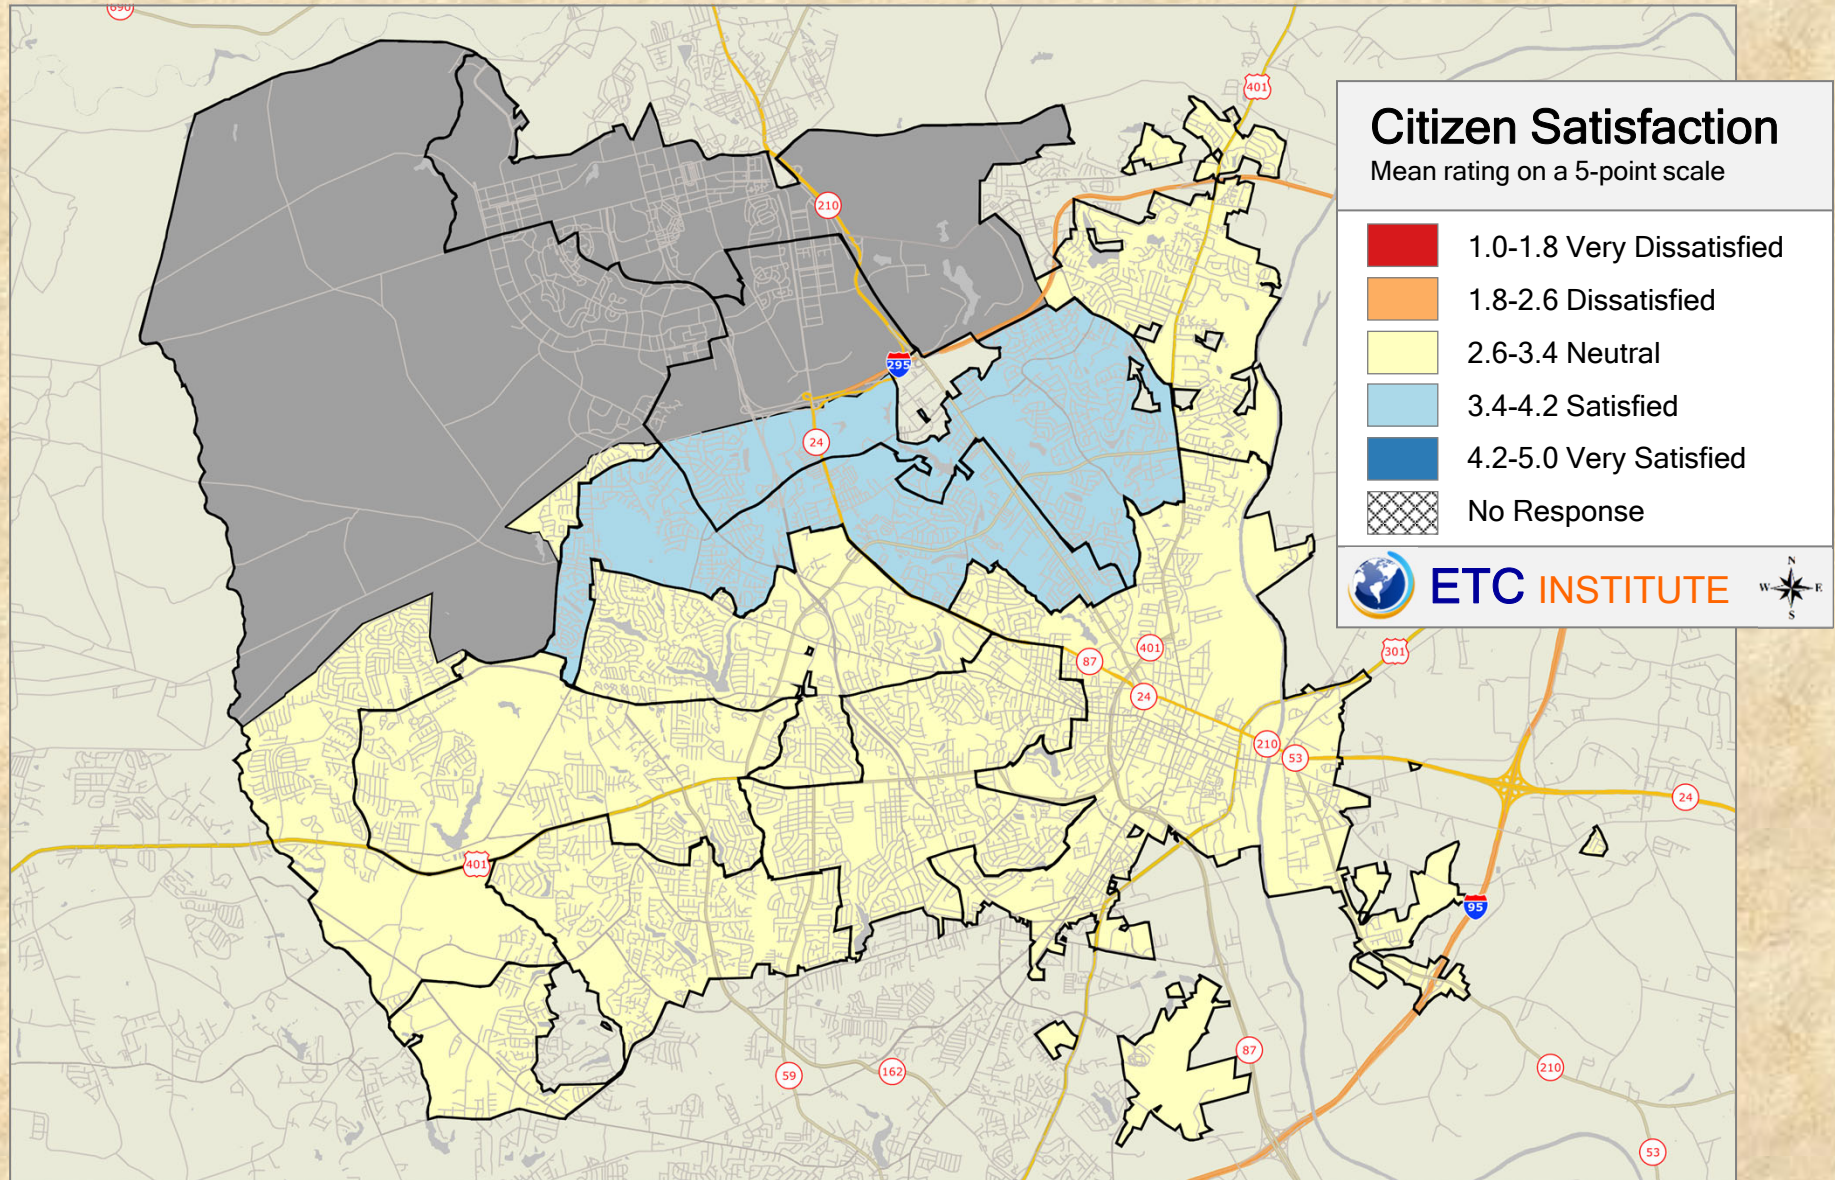 690
401
Citizen Satisfaction
Mean rating on a 5-point scale
210
1.0-1.8 Very Dissatisfied
1.8-2.6 Dissatisfied
2.6-3.4 Neutral
295
3.4-4.2 Satisfied
24
4.2-5.0 Very Satisfied
No Response
ETC INSTITUTE
N
W E
S
401
301
87
24
210
53
24
401
95
87
210
59
162
53